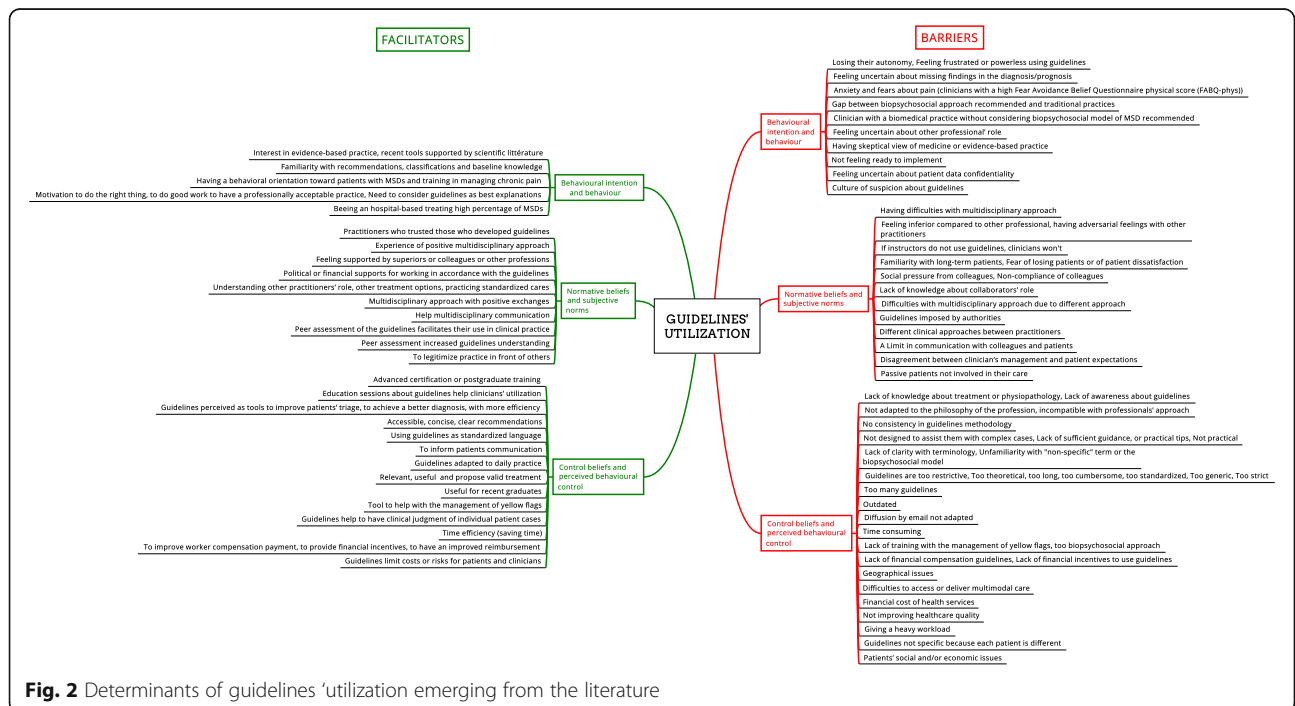 FACILITATORS
Interest in evidence-based practice, recent tools supported by scientific littérature
Familiarity with recommendations, classifications and baseline knowledge
Having a behavioral orientation toward patients with MSDs and training in managing chronic pain
Motivation to do the right thing, to do good work to have a professionally acceptable practice, Need to consider guidelines as best explanations
Beeing an hospital-based treating high percentage of MSDs
Behavioural intention
and behaviour
Practitioners who trusted those who developed guidelines
Experience of positive multidisciplinary approach
Feeling supported by superiors or colleagues or other professions
Political or financial supports for working in accordance with the guidelines
Understanding other practitioners' role, other treatment options, practicing standardized cares
Multidisciplinary approach with positive exchanges
Help multidisciplinary communication
Peer assessment of the guidelines facilitates their use in clinical practice
Peer assessment increased guidelines understanding
To legitimize practice in front of others
Normative beliefs
and subjective
norms
Advanced certification or postgraduate training
Education sessions about guidelines help clinicians' utilization
Guidelines perceived as tools to improve patients' triage, to achieve a better diagnosis, with more efficiency
Accessible, concise, clear recommendations
Using guidelines as standardized language
To inform patients communication
Guidelines adapted to daily practice
Relevant, useful and propose valid treatment
Useful for recent graduates
Tool to help with the management of yellow flags
Guidelines help to have clinical judgment of individual patient cases
Time efficiency (saving time)
To improve worker compensation payment, to provide financial incentives, to have an improved reimbursement
Guidelines limit costs or risks for patients and clinicians
Control beliefs and
perceived behavioural
control
GUIDELINES'
UTILIZATION
BARRIERS
Behavioural
intention and
behaviour
Losing their autonomy, Feeling frustrated or powerless using guidelines
Feeling uncertain about missing findings in the diagnosis/prognosis
Anxiety and fears about pain (clinicians with a high Fear Avoidance Belief Questionnaire physical score (FABQ-phys))
Gap between biopsychosocial approach recommended and traditional practices
Clinician with a biomedical practice without considering biopsychosocial model of MSD recommended
Feeling uncertain about other professional' role
Having skeptical view of medicine or evidence-based practice
Not feeling ready to implement
Feeling uncertain about patient data confidentiality
Culture of suspicion about guidelines
Normative beliefs and
subjective norms
Having difficulties with multidisciplinary approach
Feeling inferior compared to other professional, having adversarial feelings with other
practitioners
If instructors do not use guidelines, clinicians won't
Familiarity with long-term patients, Fear of losing patients or of patient dissatisfaction
Social pressure from colleagues, Non-compliance of colleagues
Lack of knowledge about collaborators' role
Difficulties with multidisciplinary approach due to different approach
Guidelines imposed by authorities
Different clinical approaches between practitioners
A Limit in communication with colleagues and patients
Disagreement between clinician's management and patient expectations
Passive patients not involved in their care
Control beliefs and
perceived behavioural
control
Lack of knowledge about treatment or physiopathology, Lack of awareness about guidelines
Not adapted to the philosophy of the profession, incompatible with professionals' approach
No consistency in guidelines methodology
Not designed to assist them with complex cases, Lack of sufficient guidance, or practical tips, Not practical
Lack of clarity with terminology, Unfamiliarity with "non-specific" term or the
biopsychosocial model
Guidelines are too restrictive, Too theoretical, too long, too cumbersome, too standardized, Too generic, Too strict
Too many guidelines
Outdated
Diffusion by email not adapted
Time consuming
Lack of training with the management of yellow flags, too biopsychosocial approach
Lack of financial compensation guidelines, Lack of financial incentives to use guidelines
Geographical issues
Difficulties to access or deliver multimodal care
Financial cost of health services
Not improving healthcare quality
Giving a heavy workload
Guidelines not specific because each patient is different
Patients' social and/or economic issues
Fig. 2 Determinants of guidelines 'utilization emerging from the literature